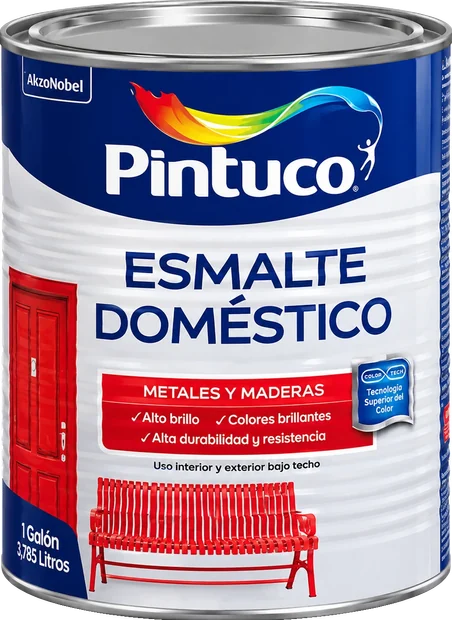 AkzoNobel
Pintuco®
ESMALTE
DOMÉSTICO
COLOR TECH
Tecnología
Superior del
Color
METALES Y MADERAS
✓Alto brillo ✓Colores brillantes
✓Alta durabilidad y resistencia
Uso interior y exterior bajo techo
1 Galón
3,785 Litros